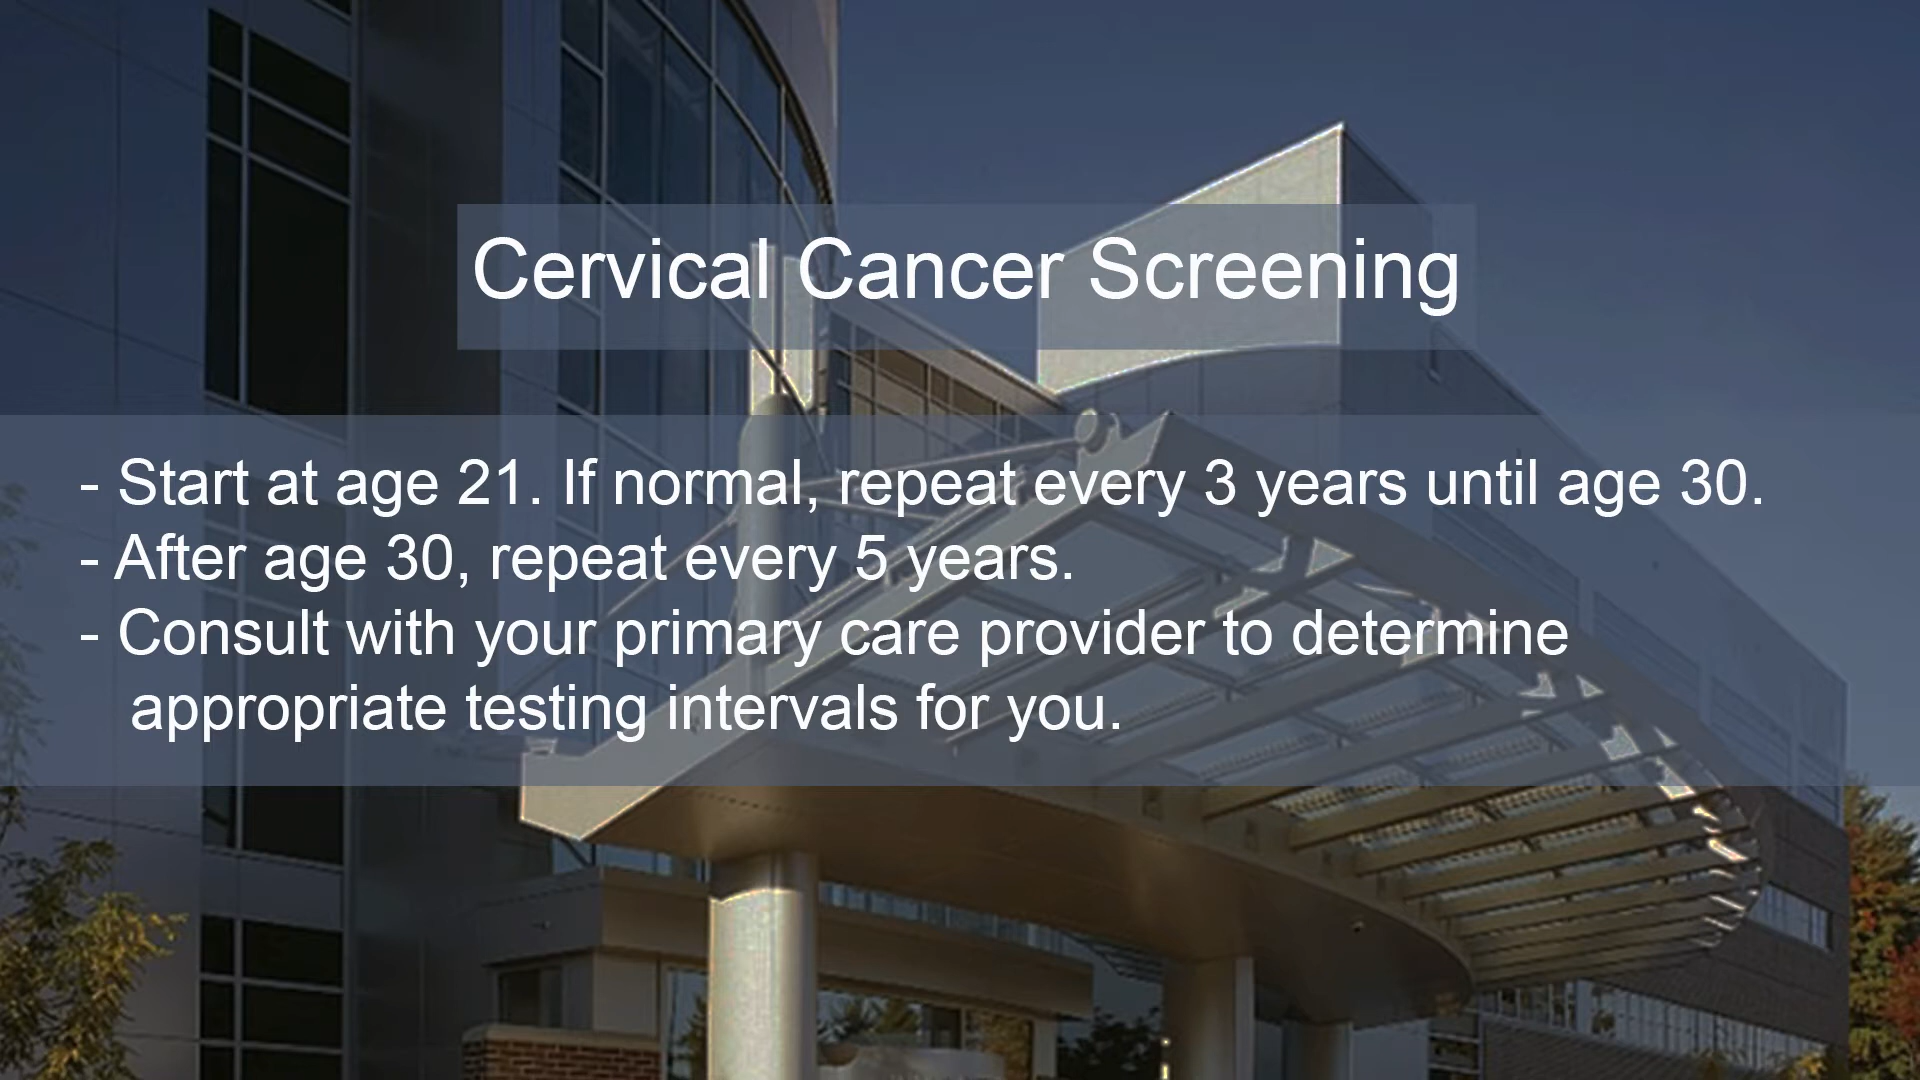 Cervical Cancer Screening
- Start at age 21. If normal, repeat every 3 years until age 30.
- After age 30, repeat every 5 years.
- Consult with your primary care provider to determine
appropriate testing intervals for you.